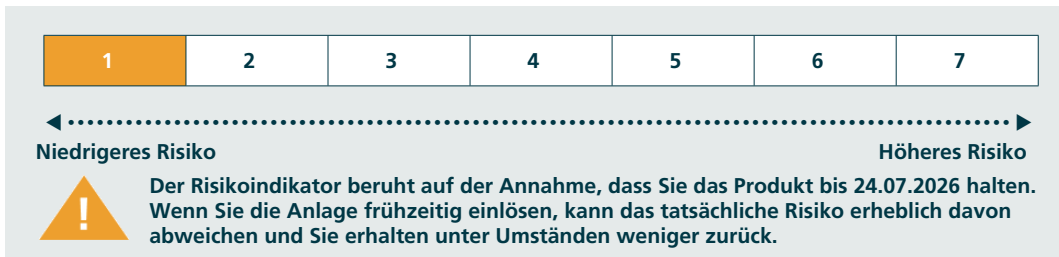 1 2 3 4 5 6 7
Niedrigeres Risiko Höheres Risiko
! Der Risikoindikator beruht auf der Annahme, dass Sie das Produkt bis 24.07.2026 halten.
Wenn Sie die Anlage frühzeitig einlösen, kann das tatsächliche Risiko erheblich davon
abweichen und Sie erhalten unter Umständen weniger zurück.